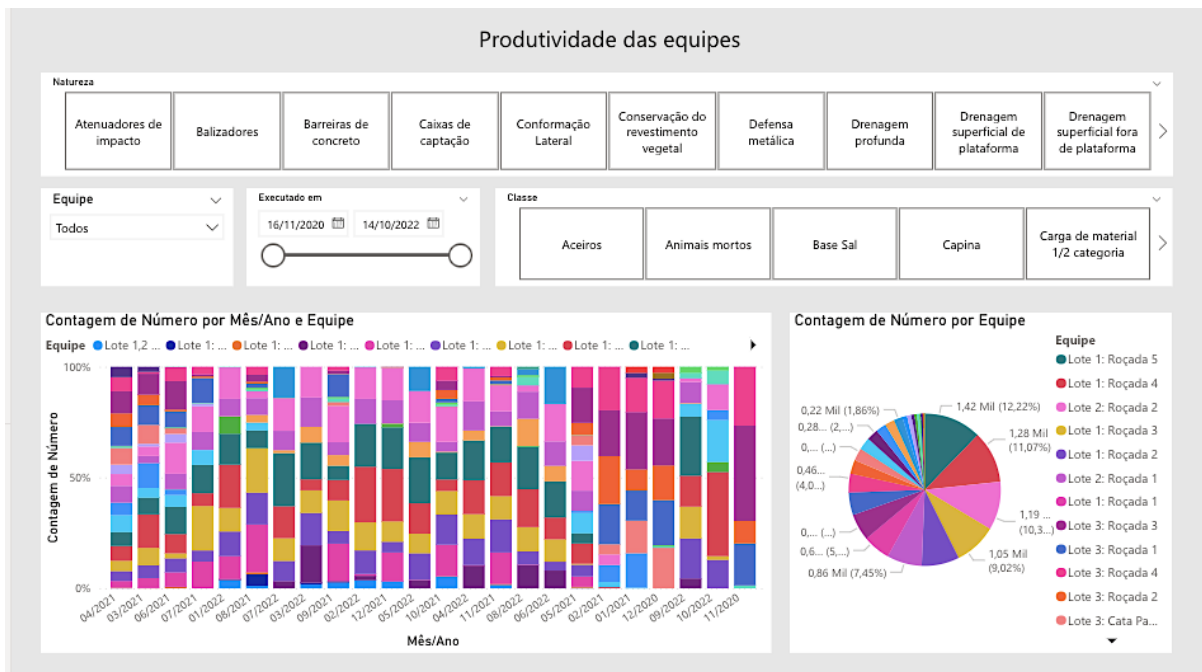 Produtividade das equipes
Natureza
Atenuadores de
impacto
Balizadores
Barreiras de
concreto
Caixas de
captação
Conformação
Lateral
Conservação do
revestimento
vegetal
Defensa
metálica
Drenagem
profunda
Drenagem
superficial de
plataforma
Drenagem
superficial fora
de plataforma
Equipe
Todos
Executado em
16/11/2020
14/10/2022
Classe
Aceiros
Animais mortos
Base Sal
Capina
Carga de material
1/2 categoria
Contagem de Número por Mês/Ano e Equipe
Equipe Lote 1,2 ... Lote 1: ... Lote 1: ... Lote 1: ... Lote 1: ... Lote 1: ... Lote 1: ... Lote 1: ... Lote 1: ...
100%
50%
0%
Contagem de Número
04/2021
03/2021
06/2021
07/2021
01/2022
08/2021
07/2022
03/2022
09/2021
02/2022
12/2021
05/2022
10/2021
04/2022
11/2021
08/2022
06/2022
05/2021
02/2021
01/2021
12/2020
09/2022
10/2022
11/2020
Mês/Ano
Contagem de Número por Equipe
1,42 Mil (12,22%)
1,28 Mil
(11,07%)
1,19 ...
(10,3...)
1,05 Mil
(9,02%)
0,86 Mil (7,45%)
0,6... (5,...)
0,... (...)
0,46...
(4,0...)
0,... (...)
0,28... (2,...)
0,22 Mil (1,86%)
Equipe
Lote 1: Roçada 5
Lote 1: Roçada 4
Lote 2: Roçada 2
Lote 1: Roçada 3
Lote 1: Roçada 2
Lote 2: Roçada 1
Lote 1: Roçada 1
Lote 3: Roçada 3
Lote 3: Roçada 1
Lote 3: Roçada 4
Lote 3: Roçada 2
Lote 3: Cata Pa...